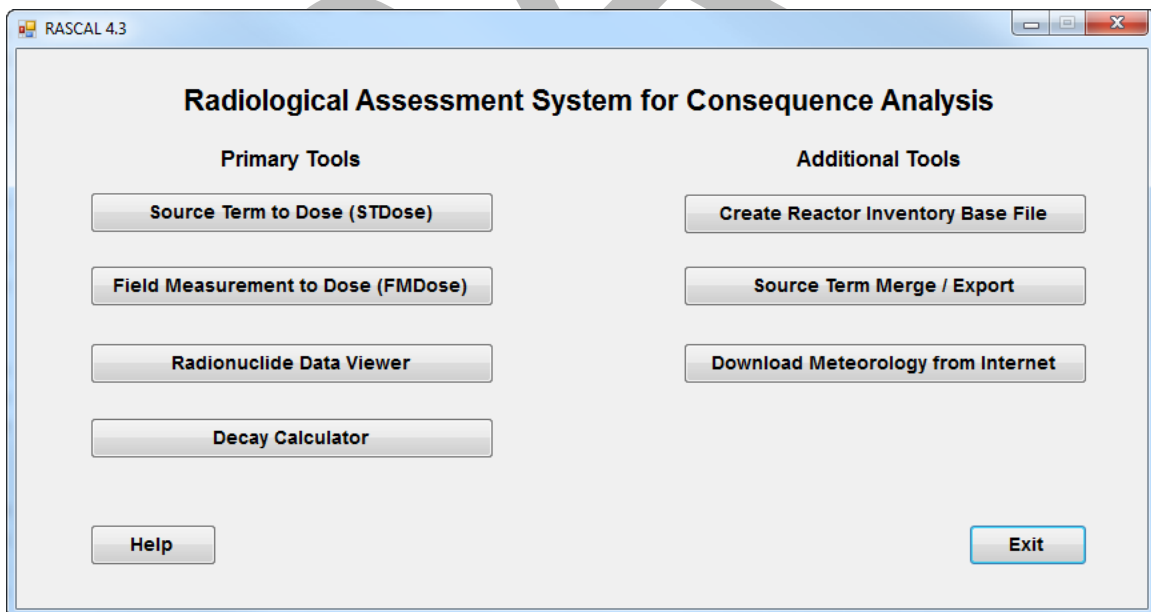 RASCAL 4.3
Radiological Assessment System for Consequence Analysis
Primary Tools
Additional Tools
Source Term to Dose (STDose)
Create Reactor Inventory Base File
Field Measurement to Dose (FMDose)
Source Term Merge / Export
Radionuclide Data Viewer
Download Meteorology from Internet
Decay Calculator
Help
Exit